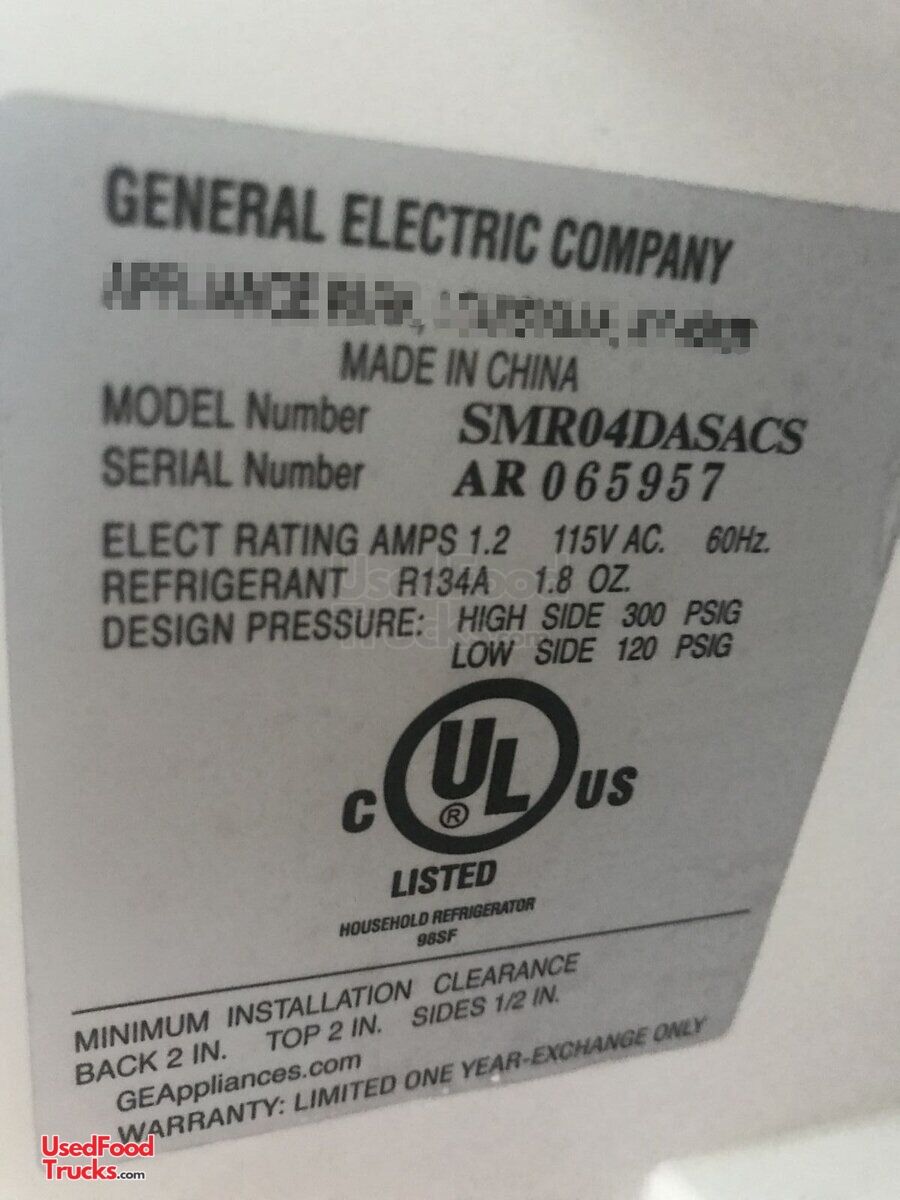 GENERAL ELECTRIC COMPANY
MADE IN CHINA
MODEL Number SMR04DASACS
SERIAL Number AR 065957
ELECT RATING AMPS 1.2 115V AC. 60Hz.
REFRIGERANT R134A 1.8 OZ.
DESIGN PRESSURE: HIGH SIDE 300 PSIG
LOW SIDE 120 PSIG
C UL ® US
LISTED
HOUSEHOLD REFRIGERATOR
98SF
MINIMUM INSTALLATION CLEARANCE
BACK 2 IN. TOP 2 IN. SIDES 1/2 IN.
GEAppliances.com
WARRANTY: LIMITED ONE YEAR-EXCHANGE ONLY
UsedFood
Trucks.com
UsedFood
Trucks.com